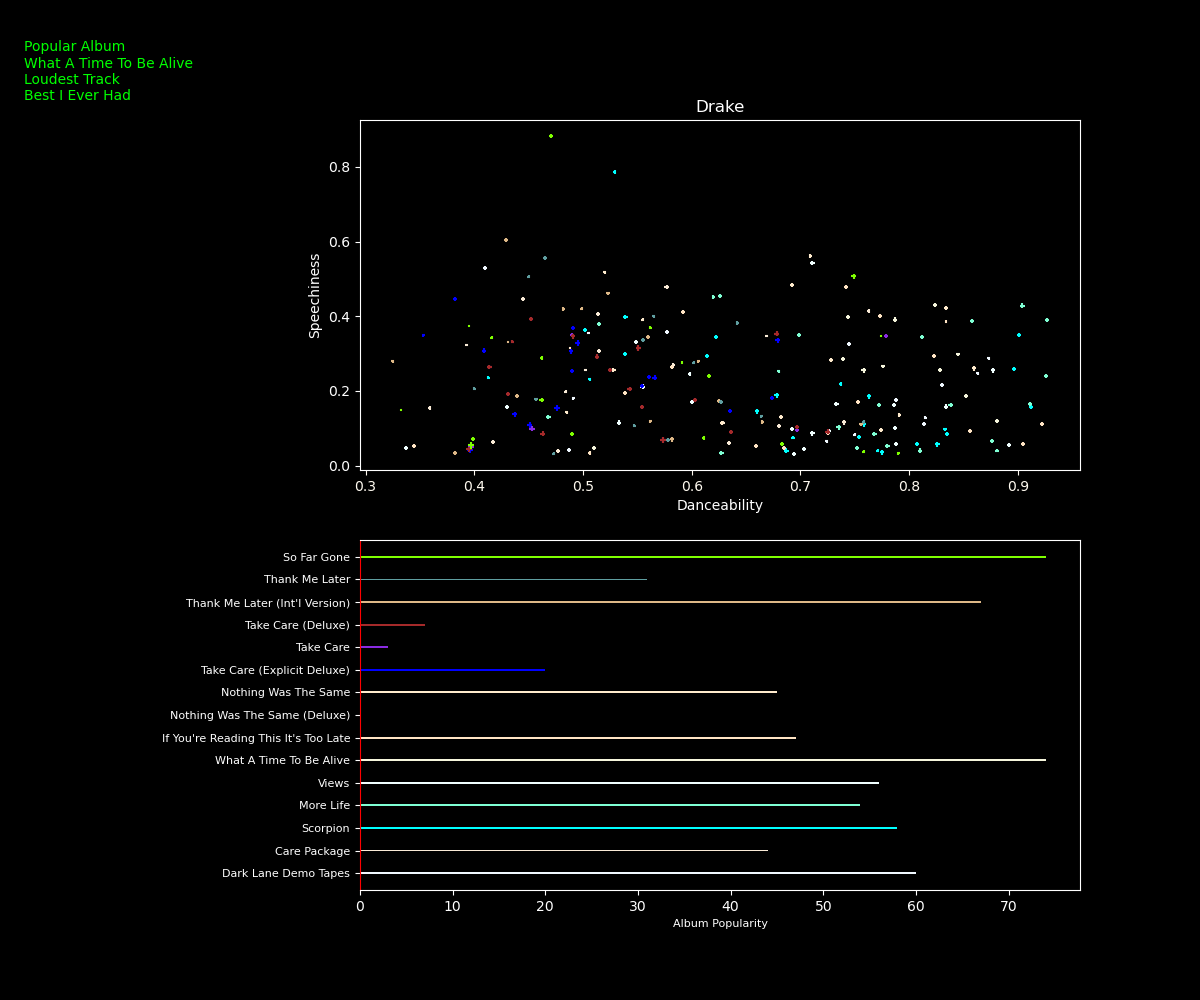 Popular Album
What A Time To Be Alive
Loudest Track
Best I Ever Had
Drake
Speechiness
0.8
0.6
0.4
0.2
0.0
0.3 0.4 0.5 0.6 0.7 0.8 0.9
Danceability
So Far Gone
Thank Me Later
Thank Me Later (Int'l Version)
Take Care (Deluxe)
Take Care
Take Care (Explicit Deluxe)
Nothing Was The Same
Nothing Was The Same (Deluxe)
If You're Reading This It's Too Late
What A Time To Be Alive
Views
More Life
Scorpion
Care Package
Dark Lane Demo Tapes
0 10 20 30 40 50 60 70
Album Popularity